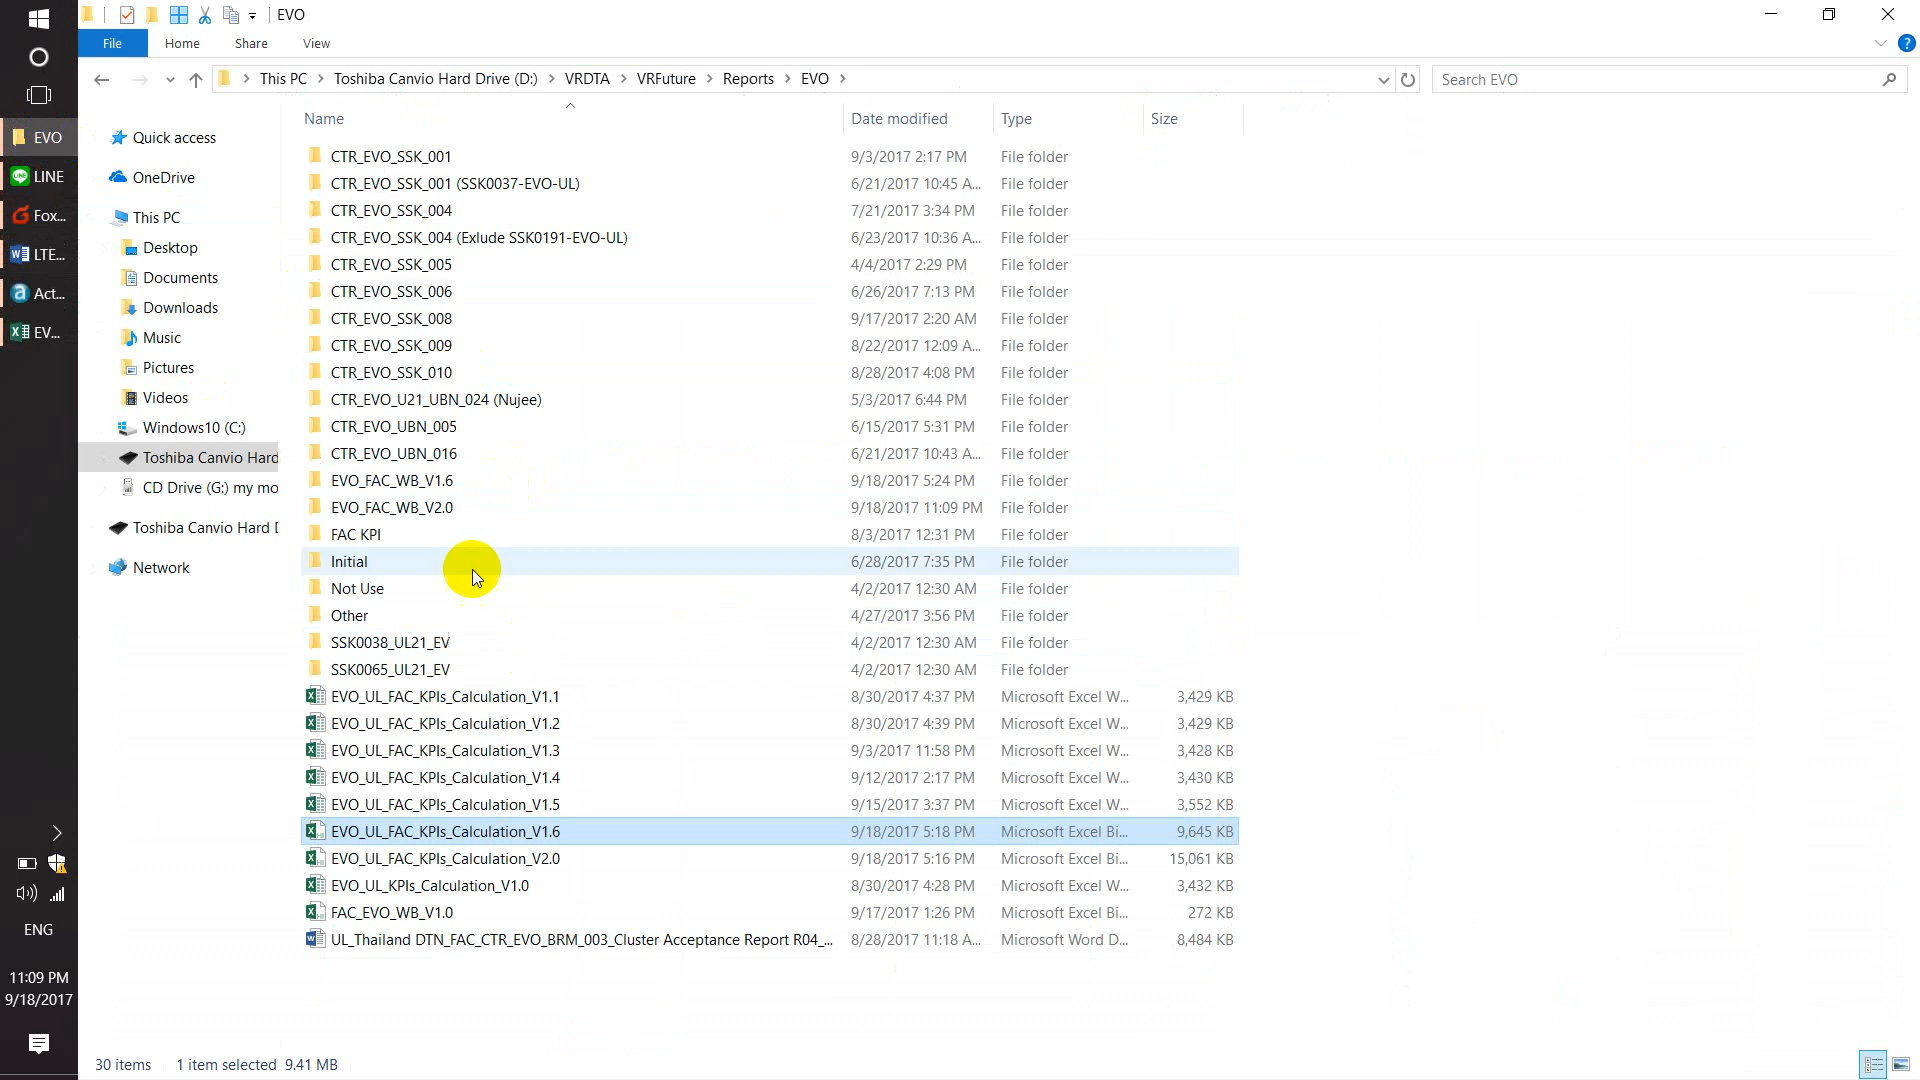 EVO
File Home Share View
This PC > Toshiba Canvio Hard Drive (D:) > VRDTA > VRFuture > Reports > EVO >
Search EVO
Name Date modified Type Size
EVO
LINE
Fox...
LTE...
Act...
EV...
ENG
11:09 PM
9/18/2017
Quick access
OneDrive
This PC
Desktop
Documents
Downloads
Music
Pictures
Videos
Windows10 (C:)
Toshiba Canvio Hard
CD Drive (G:) my mo
Toshiba Canvio Hard D
Network
CTR_EVO_SSK_001 9/3/2017 2:17 PM File folder
CTR_EVO_SSK_001 (SSK0037-EVO-UL) 6/21/2017 10:45 A... File folder
CTR_EVO_SSK_004 7/21/2017 3:34 PM File folder
CTR_EVO_SSK_004 (Exlude SSK0191-EVO-UL) 6/23/2017 10:36 A... File folder
CTR_EVO_SSK_005 4/4/2017 2:29 PM File folder
CTR_EVO_SSK_006 6/26/2017 7:13 PM File folder
CTR_EVO_SSK_008 9/17/2017 2:20 AM File folder
CTR_EVO_SSK_009 8/22/2017 12:09 A... File folder
CTR_EVO_SSK_010 8/28/2017 4:08 PM File folder
CTR_EVO_U21_UBN_024 (Nujee) 5/3/2017 6:44 PM File folder
CTR_EVO_UBN_005 6/15/2017 5:31 PM File folder
CTR_EVO_UBN_016 6/21/2017 10:43 A... File folder
EVO_FAC_WB_V1.6 9/18/2017 5:24 PM File folder
EVO_FAC_WB_V2.0 9/18/2017 11:09 PM File folder
FAC KPI 8/3/2017 12:31 PM File folder
Initial 6/28/2017 7:35 PM File folder
Not Use 4/2/2017 12:30 AM File folder
Other 4/27/2017 3:56 PM File folder
SSK0038_UL21_EV 4/2/2017 12:30 AM File folder
SSK0065_UL21_EV 4/2/2017 12:30 AM File folder
EVO_UL_FAC_KPIs_Calculation_V1.1 8/30/2017 4:37 PM Microsoft Excel W... 3,429 KB
EVO_UL_FAC_KPIs_Calculation_V1.2 8/30/2017 4:39 PM Microsoft Excel W... 3,429 KB
EVO_UL_FAC_KPIs_Calculation_V1.3 9/3/2017 11:58 PM Microsoft Excel W... 3,428 KB
EVO_UL_FAC_KPIs_Calculation_V1.4 9/12/2017 2:17 PM Microsoft Excel W... 3,430 KB
EVO_UL_FAC_KPIs_Calculation_V1.5 9/15/2017 3:37 PM Microsoft Excel W... 3,552 KB
EVO_UL_FAC_KPIs_Calculation_V1.6 9/18/2017 5:18 PM Microsoft Excel Bi... 9,645 KB
EVO_UL_FAC_KPIs_Calculation_V2.0 9/18/2017 5:16 PM Microsoft Excel Bi... 15,061 KB
EVO_UL_KPIs_Calculation_V1.0 8/30/2017 4:28 PM Microsoft Excel W... 3,432 KB
FAC_EVO_WB_V1.0 9/17/2017 1:26 PM Microsoft Excel Bi... 272 KB
UL_Thailand DTN_FAC_CTR_EVO_BRM_003_Cluster Acceptance Report R04_... 8/28/2017 11:18 A... Microsoft Word D... 8,484 KB
30 items 1 item selected 9.41 MB